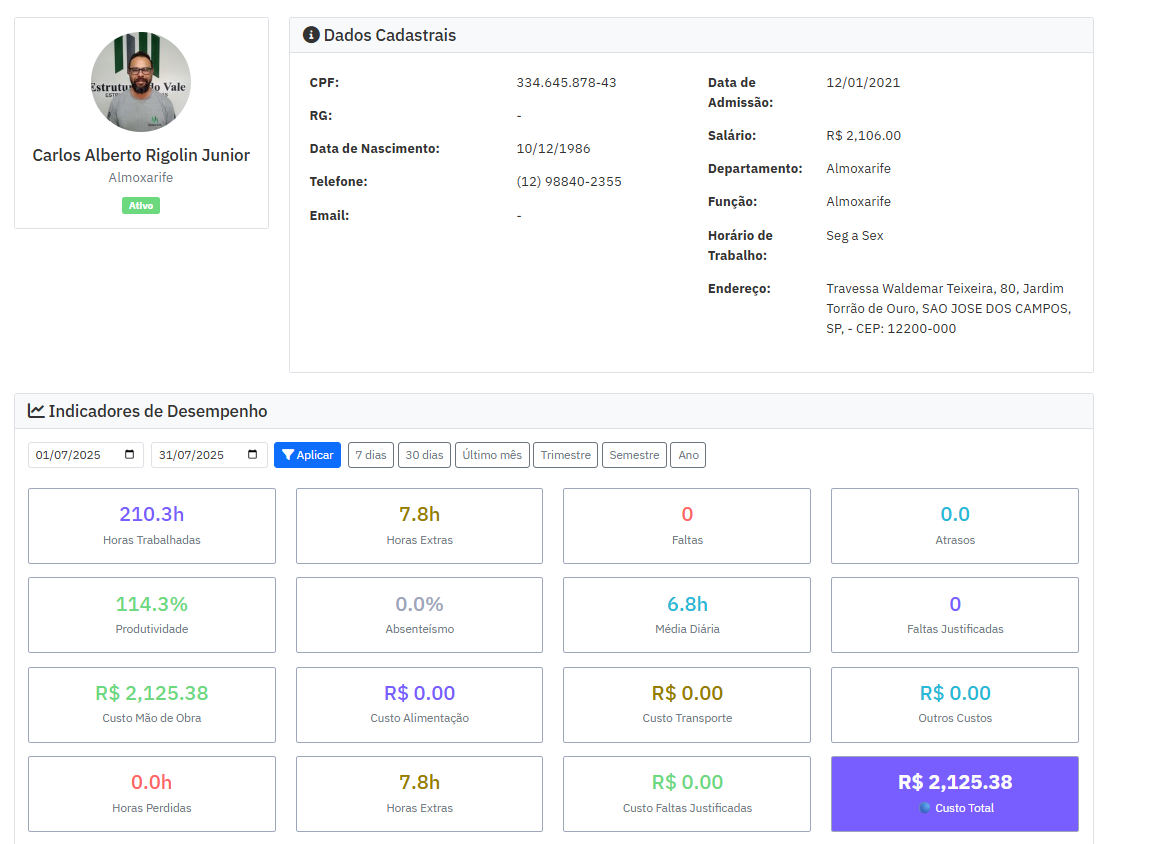 Estrutu do Vale
Carlos Alberto Rigolin Junior
Almoxarife
Ativo
Dados Cadastrais
CPF: 334.645.878-43
RG: -
Data de Nascimento: 10/12/1986
Telefone: (12) 98840-2355
Email: -
Data de Admissão: 12/01/2021
Salário: R$ 2,106.00
Departamento: Almoxarife
Função: Almoxarife
Horário de Trabalho: Seg a Sex
Endereço: Travessa Waldemar Teixeira, 80, Jardim
Torrão de Ouro, SAO JOSE DOS CAMPOS,
SP, - CEP: 12200-000
Indicadores de Desempenho
01/07/2025 31/07/2025 Aplicar 7 dias 30 dias Último mês Trimestre Semestre Ano
210.3h
Horas Trabalhadas
7.8h
Horas Extras
0
Faltas
0.0
Atrasos
114.3%
Produtividade
0.0%
Absenteísmo
6.8h
Média Diária
0
Faltas Justificadas
R$ 2,125.38
Custo Mão de Obra
R$ 0.00
Custo Alimentação
R$ 0.00
Custo Transporte
R$ 0.00
Outros Custos
0.0h
Horas Perdidas
7.8h
Horas Extras
R$ 0.00
Custo Faltas Justificadas
R$ 2,125.38
Custo Total